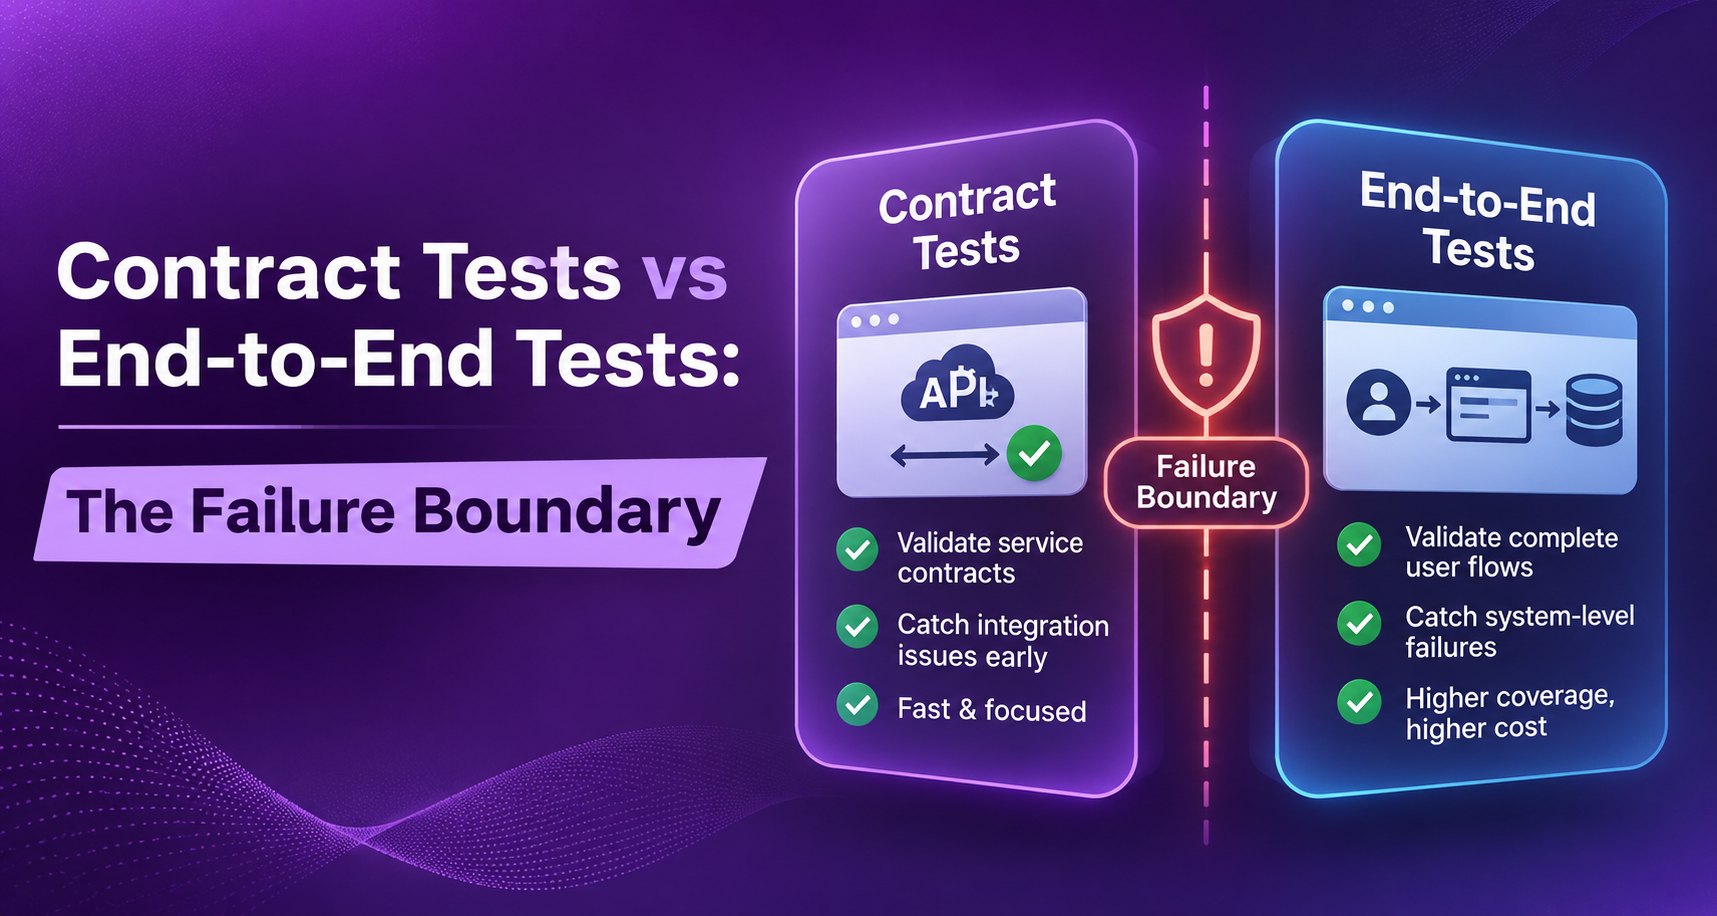 Contract Tests vs
End-to-End Tests:
The Failure Boundary
Contract
Tests
API
Validate service
contracts
Catch integration
issues early
Fast & focused
Failure
Boundary
End-to-End
Tests
Validate complete
user flows
Catch system-level
failures
Higher coverage,
higher cost